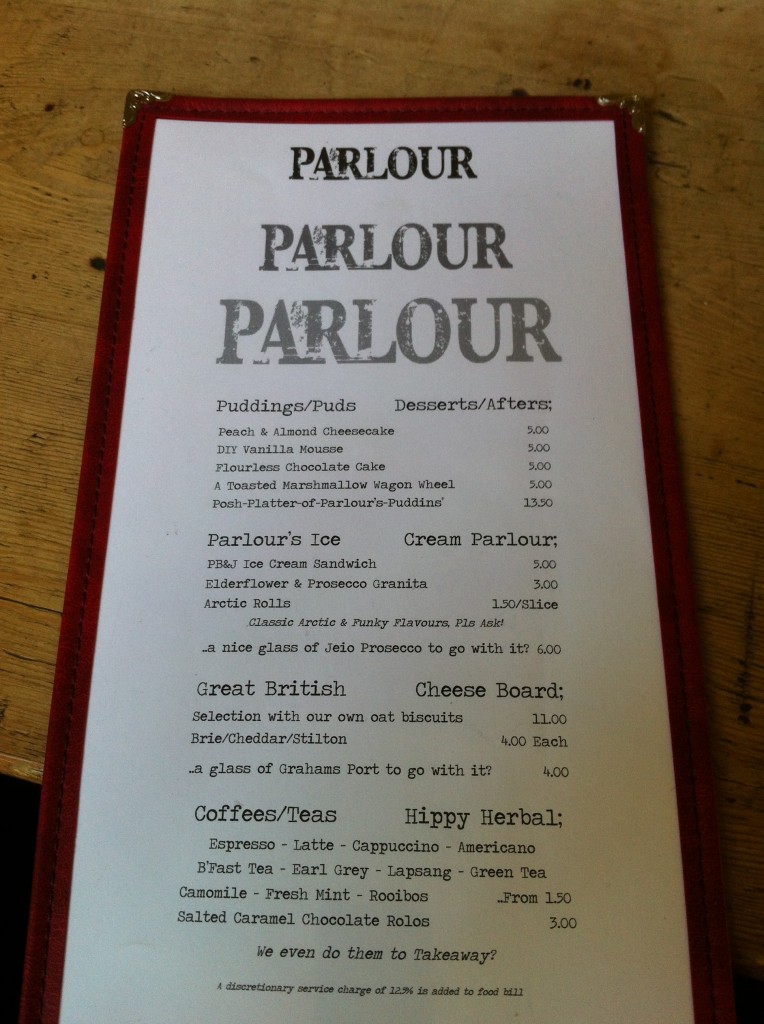 PARLOUR
PARLOUR
PARLOUR
Puddings/Puds Desserts/Afters;
Peach & Almond Cheesecake 5.00
DIY Vanilla Mousse 5.00
Flourless Chocolate Cake 5.00
A Toasted Marshmallow Wagon Wheel 5.00
Posh-Platter-of-Parlour's-Puddins' 13.50
Parlour's Ice Cream Parlour;
PB&J Ice Cream Sandwich 5.00
Elderflower & Prosecco Granita 3.00
Arctic Rolls 1.50/Slice
.Classic Arctic & Funky Flavours, Pls Ask!
..a nice glass of Jeio Prosecco to go with it? 6.00
Great British Cheese Board;
Selection with our own oat biscuits 11.00
Brie/Cheddar/Stilton 4.00 Each
..a glass of Grahams Port to go with it? 4.00
Coffees/Teas Hippy Herbal;
Espresso - Latte - Cappuccino - Americano
B'Fast Tea - Earl Grey - Lapsang - Green Tea
Camomile - Fresh Mint - Rooibos ..From 1.50
Salted Caramel Chocolate Rolos 3.00
We even do them to Takeaway?
A discretionary service charge of 12.5% is added to food bill